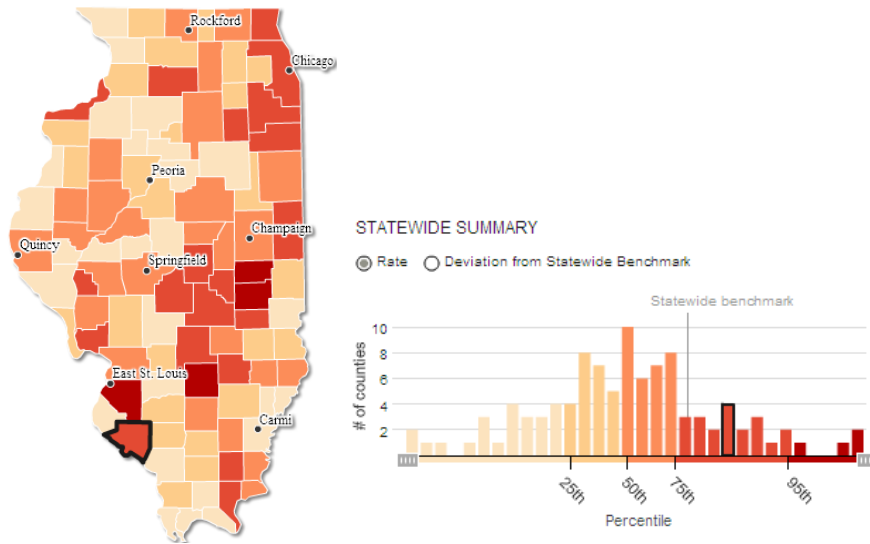 Rockford
Chicago
Peoria
Champaign
Quincy
Springfield
East St. Louis
Carmi
STATEWIDE SUMMARY
Rate Deviation from Statewide Benchmark
Statewide benchmark
# of counties
10
8
6
4
2
25th 50th 75th 95th
Percentile